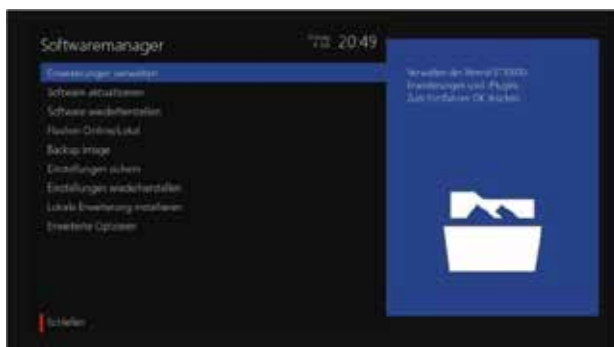 Softwaremanager
20:49
Erweiterungen verwalten
Software aktualisieren
Software wiederherstellen
Flashen Online/Lokal
Backup Image
Einstellungen sichern
Einstellungen wiederherstellen
Lokale Erweiterung installieren
Erweiterte Optionen
Verwalten der
Erweiterungen und Plugins
Zum Fortfahren OK drücken.
Schließen